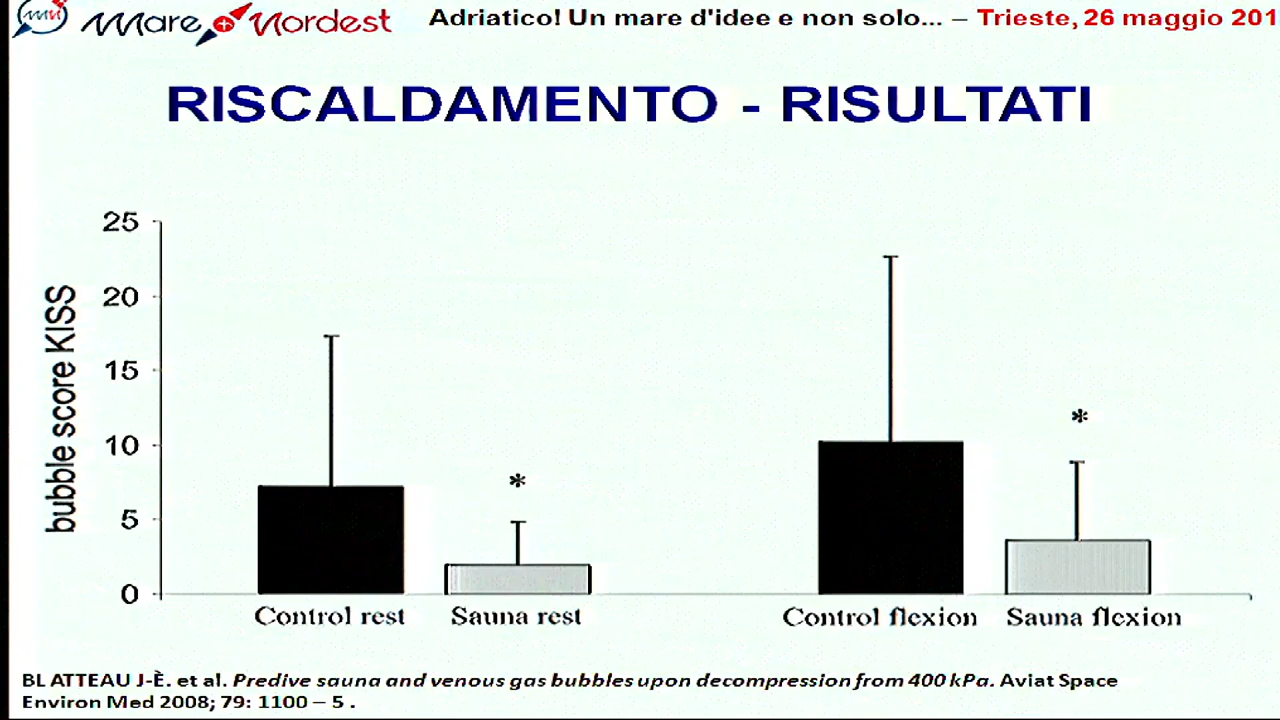 Mare Nordest Adriatico! Un mare d'idee e non solo... – Trieste, 26 maggio 201
RISCALDAMENTO - RISULTATI
25
20
15
10
5
0
bubble score KISS
*
*
Control rest Sauna rest Control flexion Sauna flexion
BL ATTEAU J-È. et al. Predive sauna and venous gas bubbles upon decompression from 400 kPa. Aviat Space
Environ Med 2008; 79: 1100 – 5 .